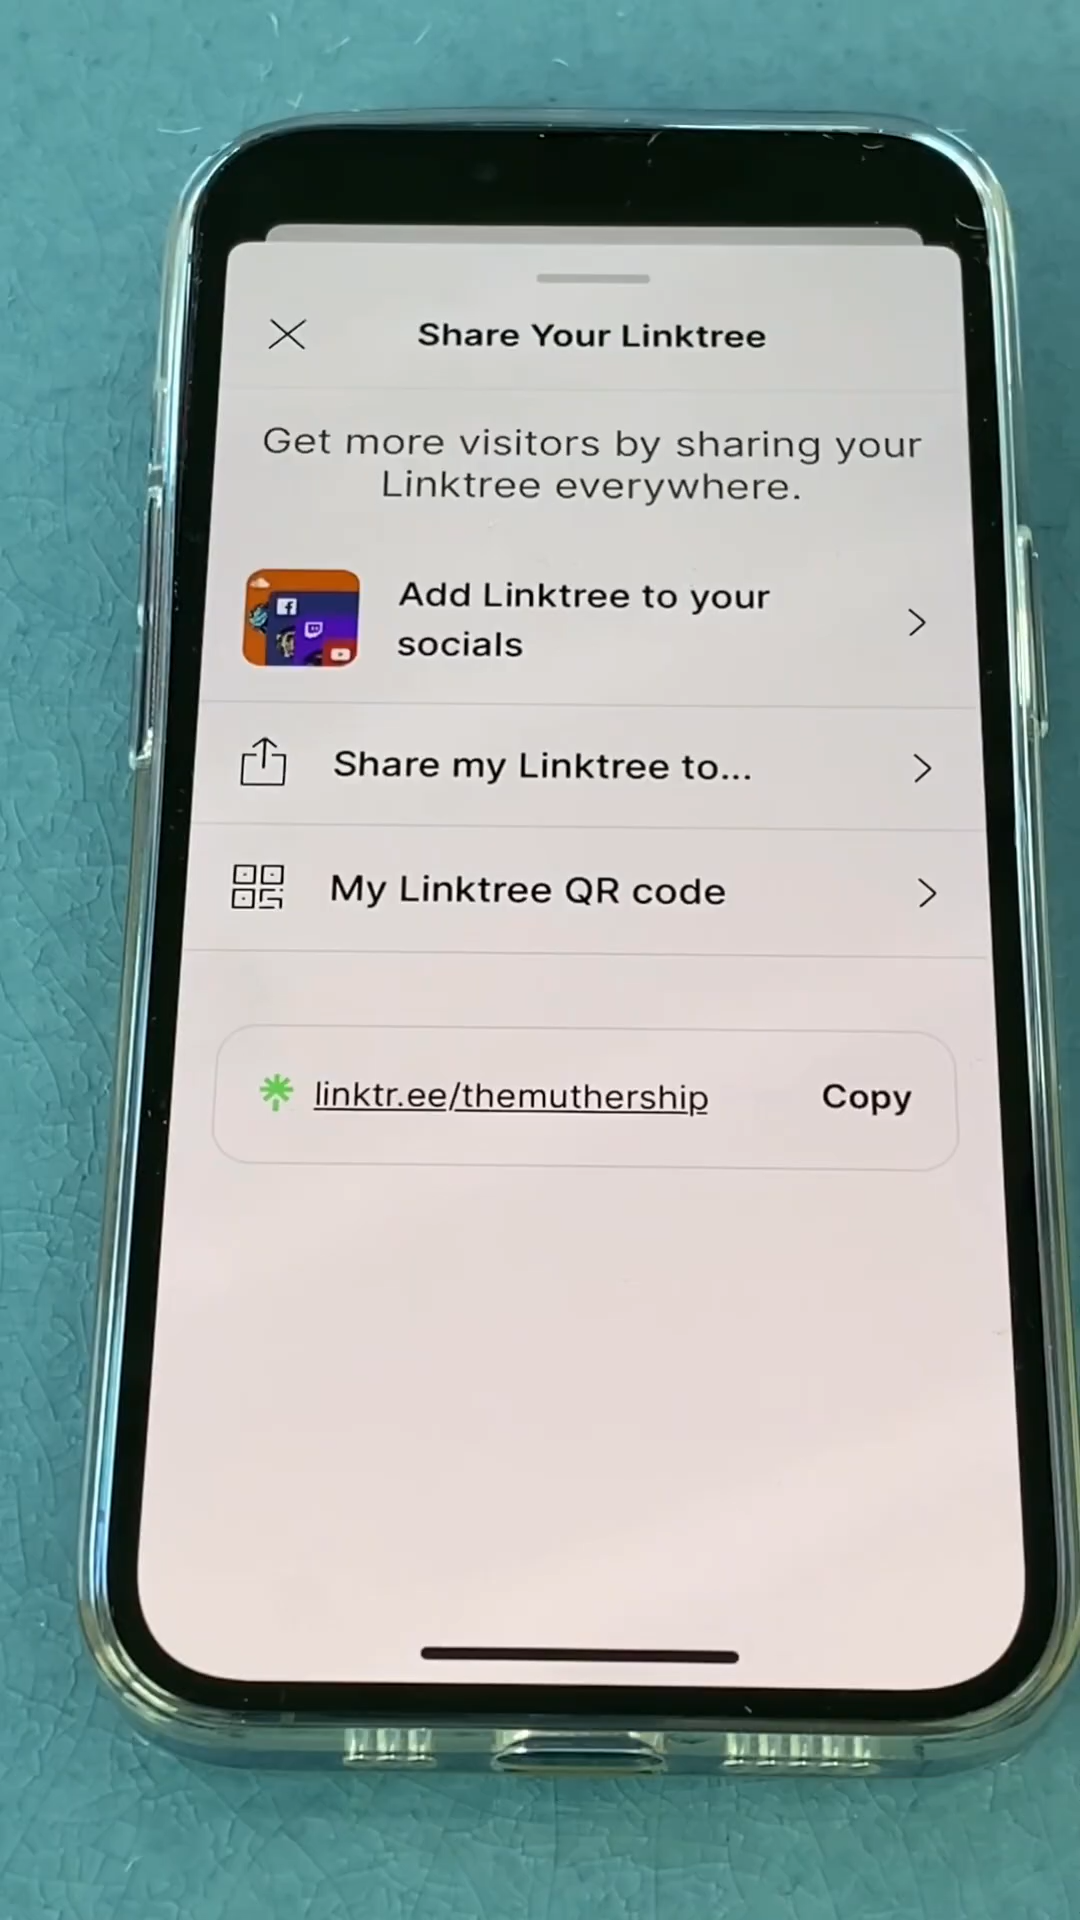 Share Your Linktree
Get more visitors by sharing your
Linktree everywhere.
Add Linktree to your
socials
Share my Linktree to...
My Linktree QR code
linktr.ee/themuthership
Copy